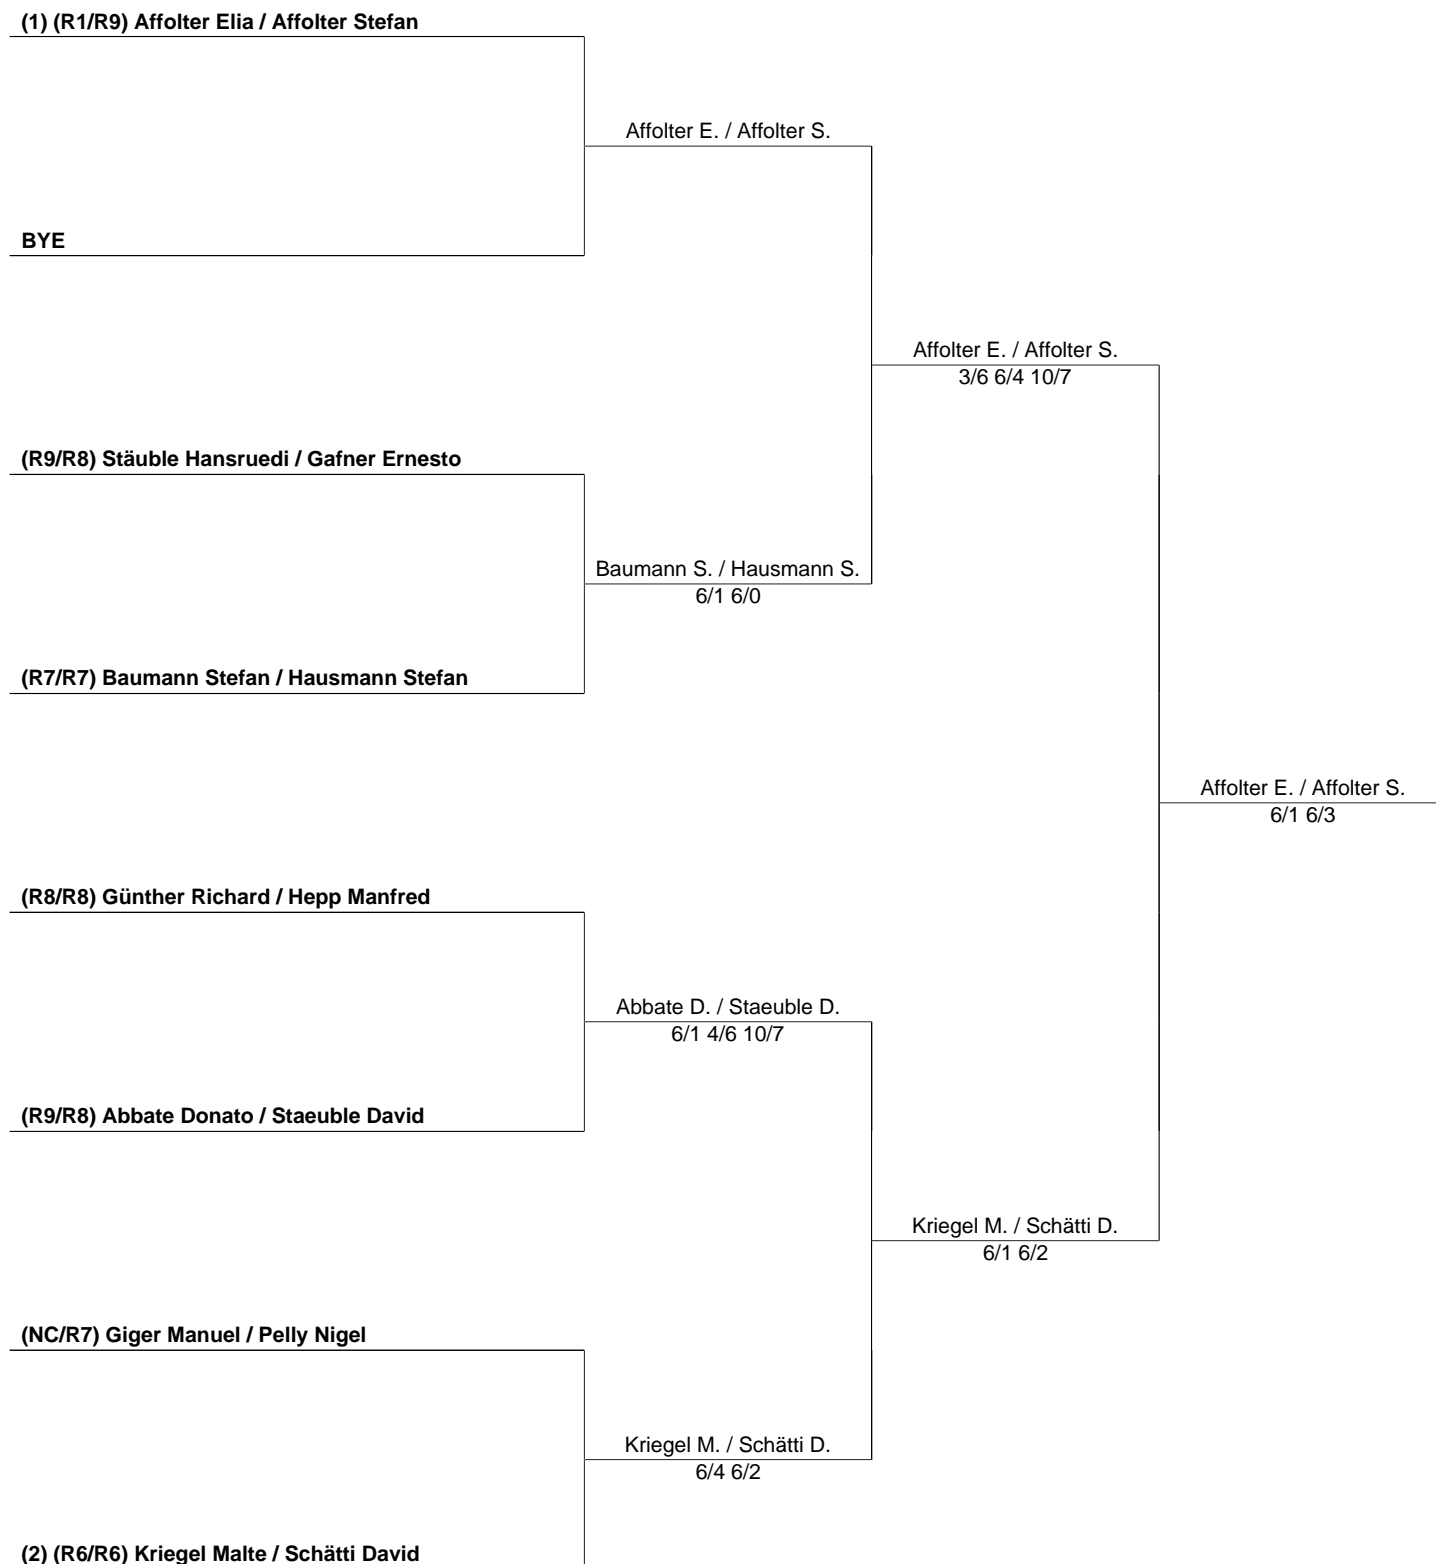 (1) (R1/R9) Affolter Elia / Affolter Stefan
Affolter E. / Affolter S.
BYE
Affolter E. / Affolter S.
3/6 6/4 10/7
(R9/R8) Stäuble Hansruedi / Gafner Ernesto
Baumann S. / Hausmann S.
6/1 6/0
(R7/R7) Baumann Stefan / Hausmann Stefan
Affolter E. / Affolter S.
6/1 6/3
(R8/R8) Günther Richard / Hepp Manfred
Abbate D. / Staeuble D.
6/1 4/6 10/7
(R9/R8) Abbate Donato / Staeuble David
Kriegel M. / Schätti D.
6/1 6/2
(NC/R7) Giger Manuel / Pelly Nigel
Kriegel M. / Schätti D.
6/4 6/2
(2) (R6/R6) Kriegel Malte / Schätti David